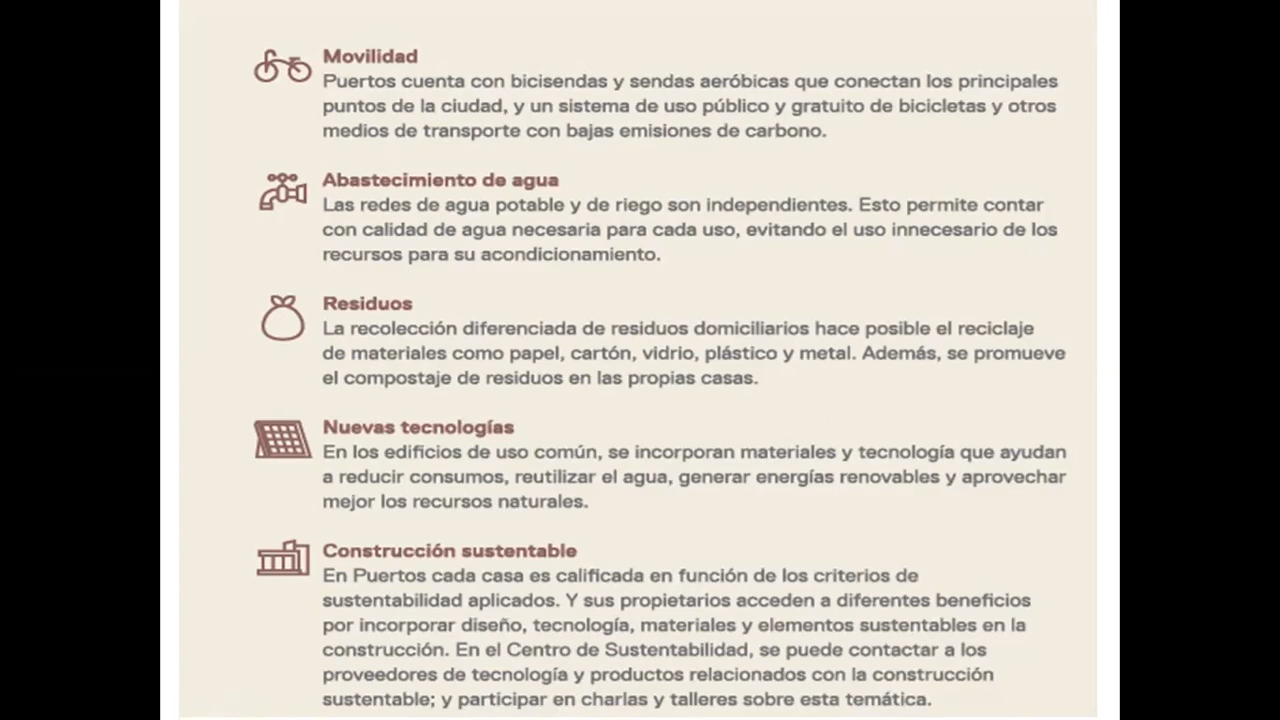 Movilidad
Puertos cuenta con bicisendas y sendas aeróbicas que conectan los principales
puntos de la ciudad, y un sistema de uso público y gratuito de bicicletas y otros
medios de transporte con bajas emisiones de carbono.
Abastecimiento de agua
Las redes de agua potable y de riego son independientes. Esto permite contar
con calidad de agua necesaria para cada uso, evitando el uso innecesario de los
recursos para su acondicionamiento.
Residuos
La recolección diferenciada de residuos domiciliarios hace posible el reciclaje
de materiales como papel, cartón, vidrio, plástico y metal. Además, se promueve
el compostaje de residuos en las propias casas.
Nuevas tecnologías
En los edificios de uso común, se incorporan materiales y tecnología que ayudan
a reducir consumos, reutilizar el agua, generar energías renovables y aprovechar
mejor los recursos naturales.
Construcción sustentable
En Puertos cada casa es calificada en función de los criterios de
sustentabilidad aplicados. Y sus propietarios acceden a diferentes beneficios
por incorporar diseño, tecnología, materiales y elementos sustentables en la
construcción. En el Centro de Sustentabilidad, se puede contactar a los
proveedores de tecnología y productos relacionados con la construcción
sustentable; y participar en charlas y talleres sobre esta temática.